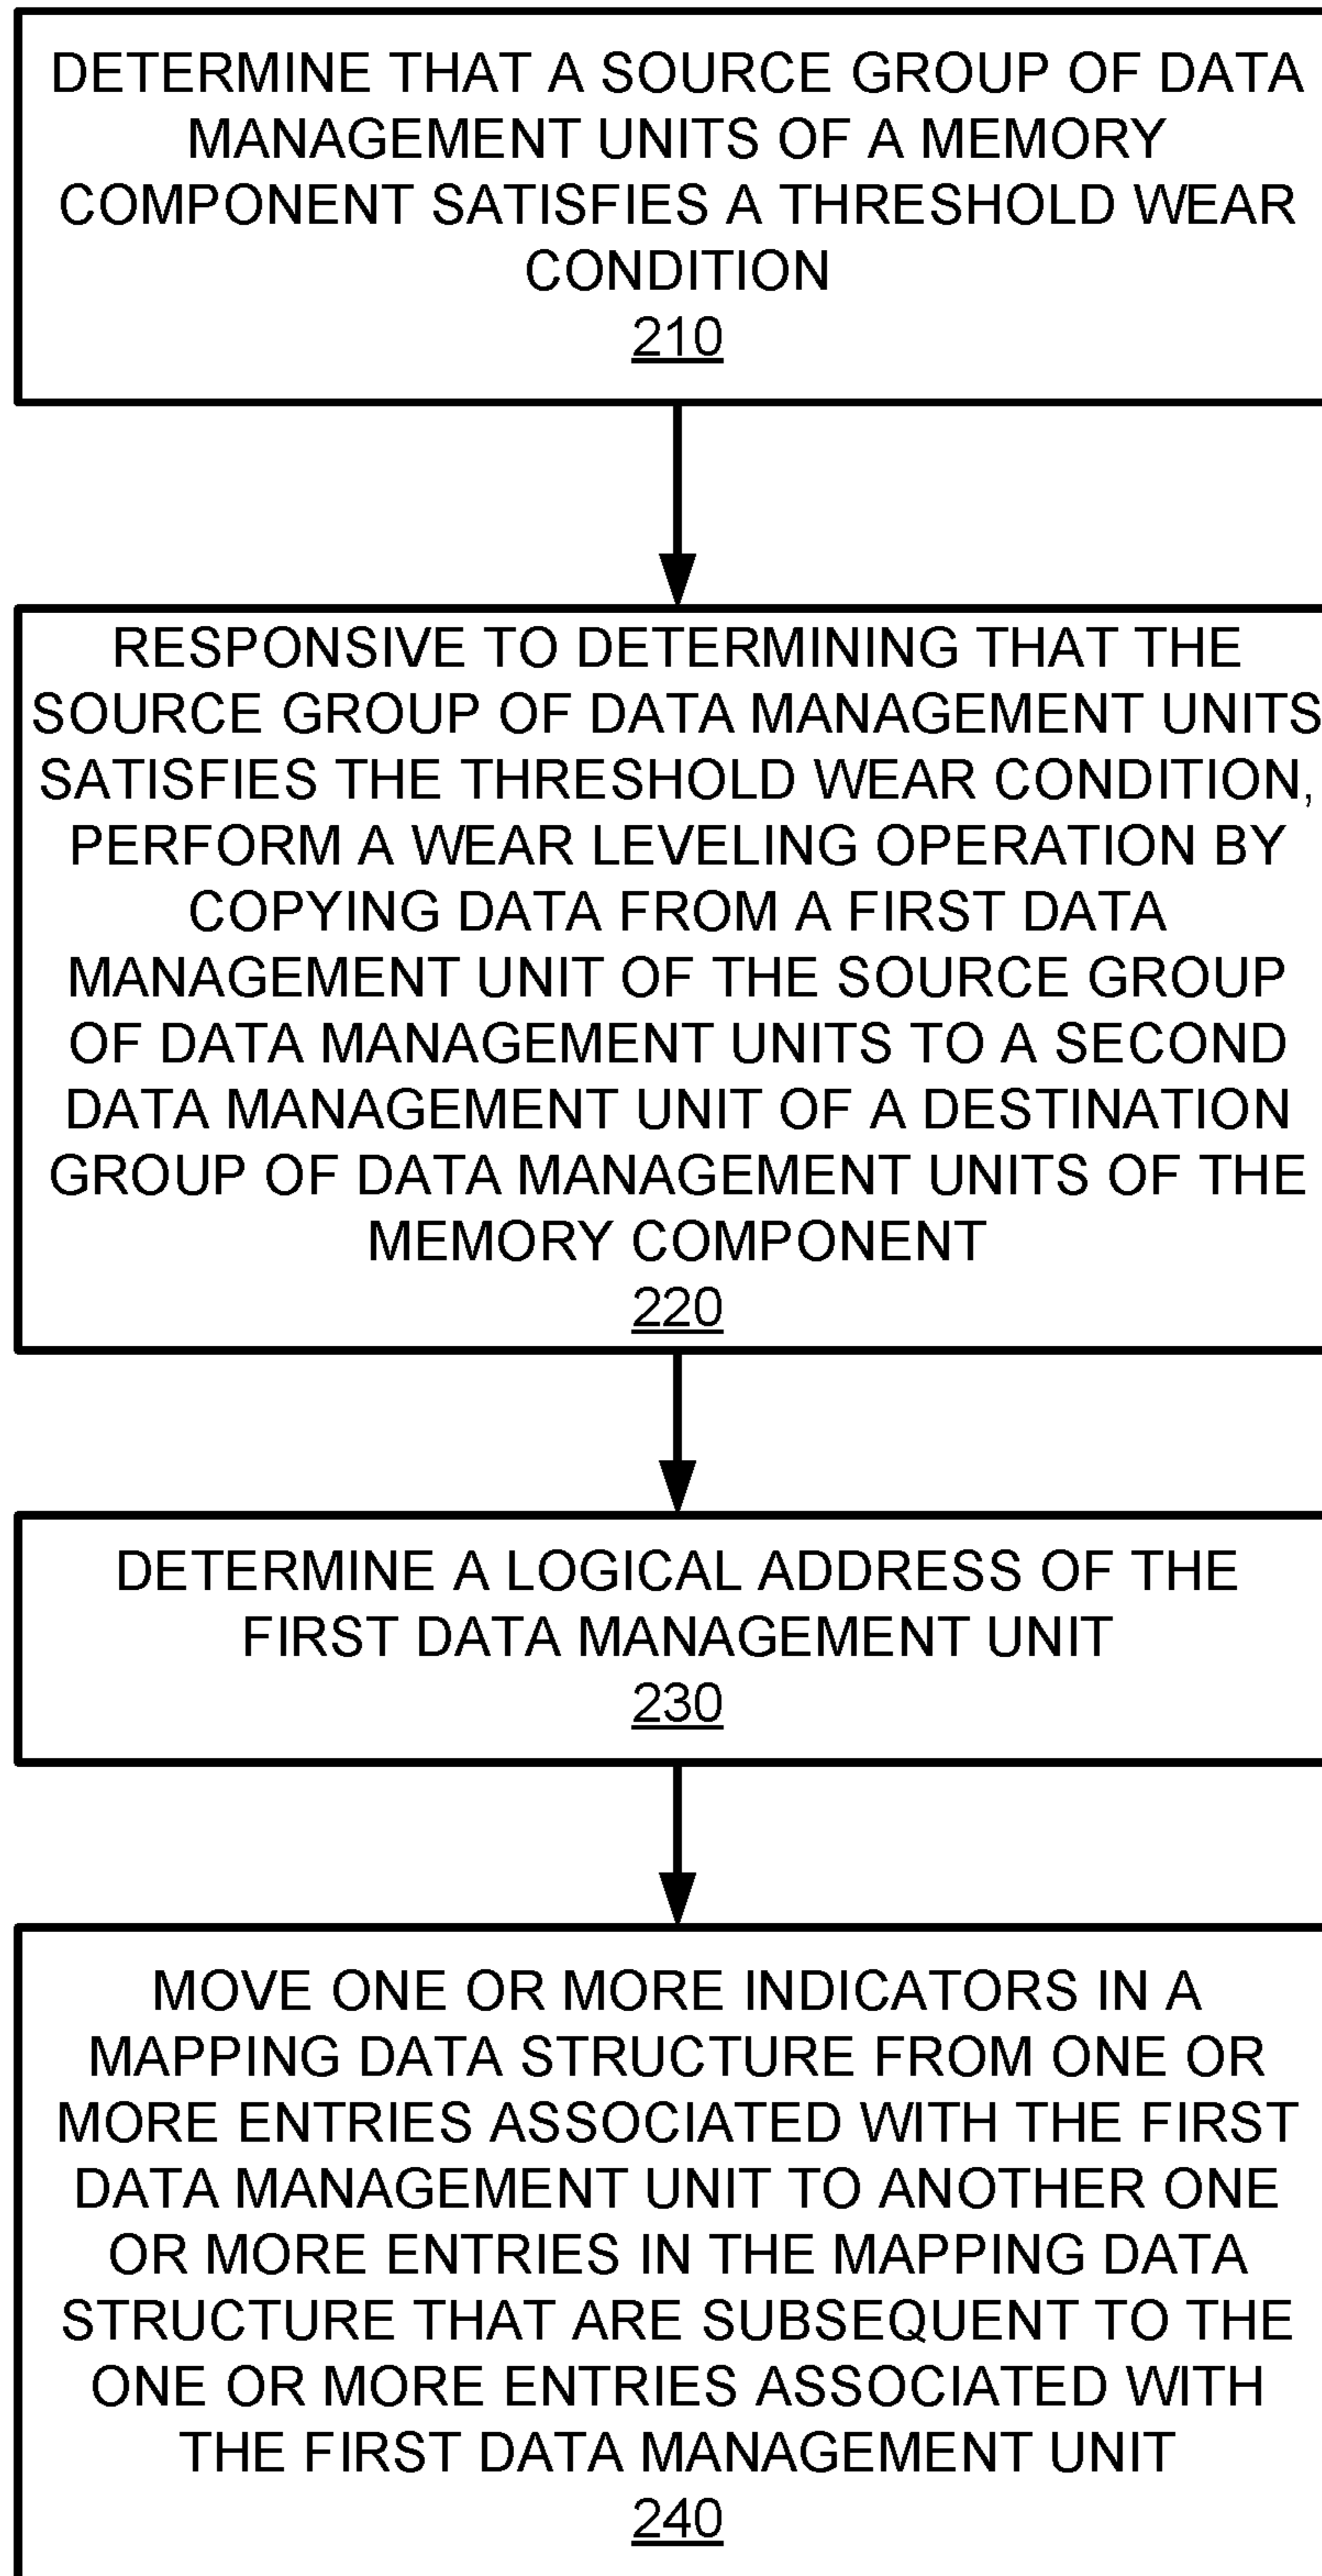 DETERMINE THAT A SOURCE GROUP OF DATA
MANAGEMENT UNITS OF A MEMORY
COMPONENT SATISFIES A THRESHOLD WEAR
CONDITION
210
RESPONSIVE TO DETERMINING THAT THE
SOURCE GROUP OF DATA MANAGEMENT UNITS
SATISFIES THE THRESHOLD WEAR CONDITION,
PERFORM A WEAR LEVELING OPERATION BY
COPYING DATA FROM A FIRST DATA
MANAGEMENT UNIT OF THE SOURCE GROUP
OF DATA MANAGEMENT UNITS TO A SECOND
DATA MANAGEMENT UNIT OF A DESTINATION
GROUP OF DATA MANAGEMENT UNITS OF THE
MEMORY COMPONENT
220
DETERMINE A LOGICAL ADDRESS OF THE
FIRST DATA MANAGEMENT UNIT
230
MOVE ONE OR MORE INDICATORS IN A
MAPPING DATA STRUCTURE FROM ONE OR
MORE ENTRIES ASSOCIATED WITH THE FIRST
DATA MANAGEMENT UNIT TO ANOTHER ONE
OR MORE ENTRIES IN THE MAPPING DATA
STRUCTURE THAT ARE SUBSEQUENT TO THE
ONE OR MORE ENTRIES ASSOCIATED WITH
THE FIRST DATA MANAGEMENT UNIT
240